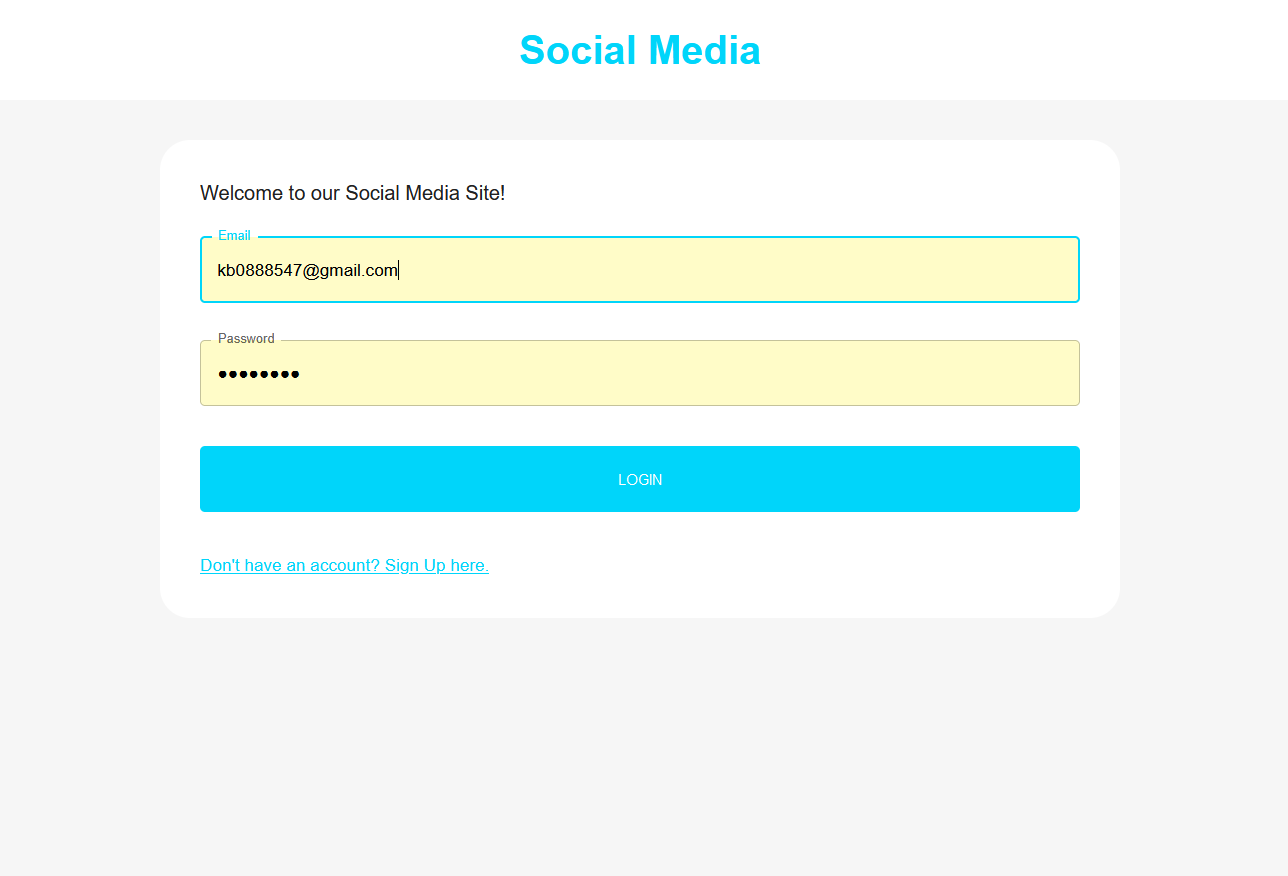 Social Media
Welcome to our Social Media Site!
Email
kb0888547@gmail.com
Password
••••••••
LOGIN
Don't have an account? Sign Up here.